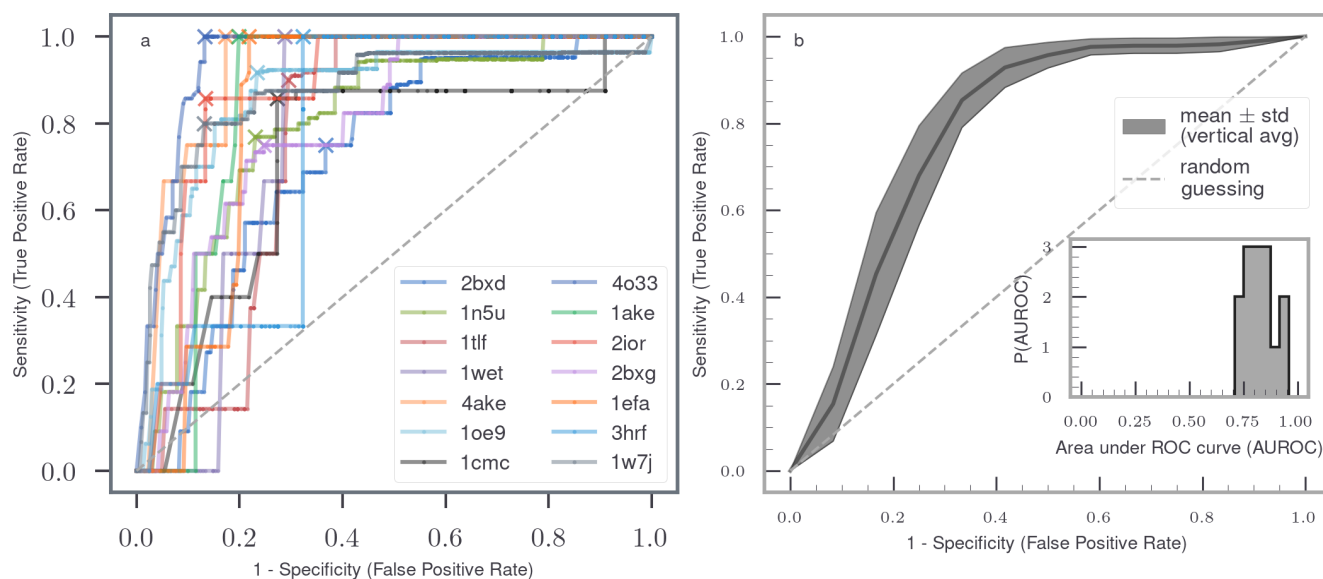 a
Sensitivity (True Positive Rate)
1.0
0.8
0.6
0.4
0.2
0.0
0.0 0.2 0.4 0.6 0.8 1.0
1 - Specificity (False Positive Rate)
2bxd 4o33
1n5u 1ake
1tlf 2ior
1wet 2bxg
4ake 1efa
1oe9 3hrf
1cmc 1w7j
b
Sensitivity (True Positive Rate)
1.0
0.8
0.6
0.4
0.2
0.0
0.0 0.2 0.4 0.6 0.8 1.0
1 - Specificity (False Positive Rate)
mean ± std
(vertical avg)
random
guessing
P(AUROC)
3
2
1
0
0.00 0.25 0.50 0.75 1.00
Area under ROC curve (AUROC)